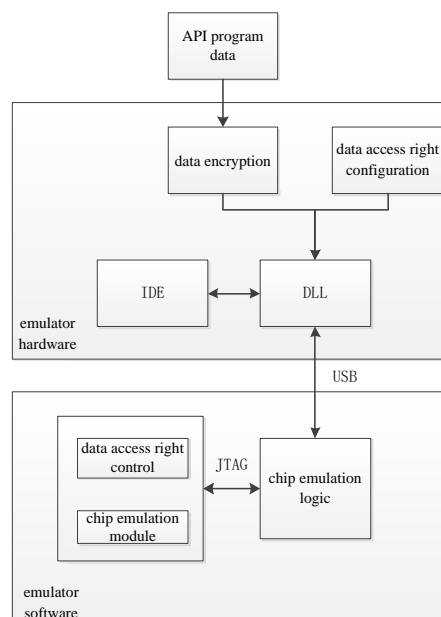 API program
data
data encryption
data access right
configuration
IDE
DLL
emulator
hardware
USB
data access right
control
JTAG
chip emulation
logic
chip emulation
module
emulator
software